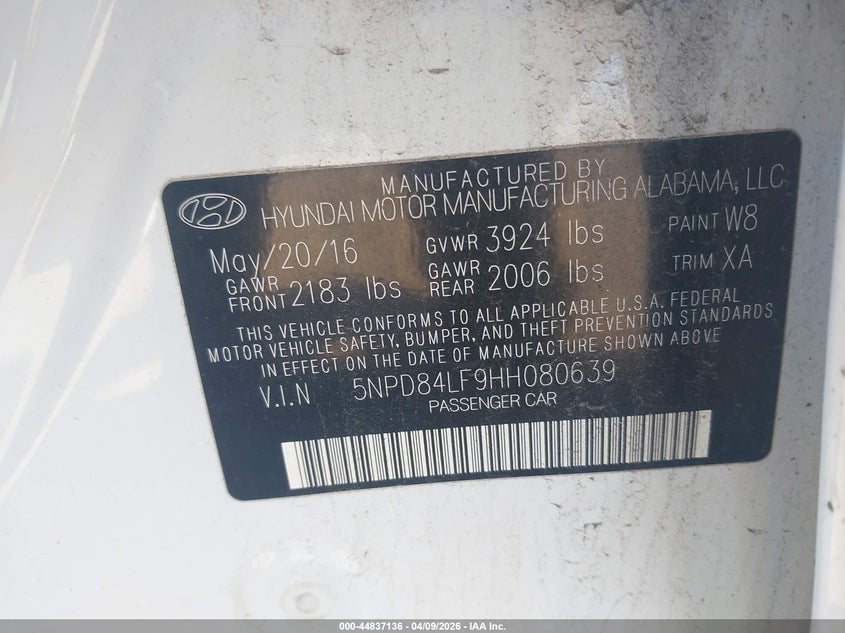 MANUFACTURED BY
HYUNDAI MOTOR MANUFACTURING ALABAMA, LLC
May/20/16 GVWR 3924 lbs PAINT W8
GAWR FRONT 2183 lbs GAWR REAR 2006 lbs TRIM XA
THIS VEHICLE CONFORMS TO ALL APPLICABLE U.S.A. FEDERAL
MOTOR VEHICLE SAFETY, BUMPER, AND THEFT PREVENTION STANDARDS
IN EFFECT ON THE DATE OF MANUFACTURE SHOWN ABOVE
V.I.N 5NPD84LF9HH080639
PASSENGER CAR
000-44837136 - 04/09/2026 - IAA Inc.